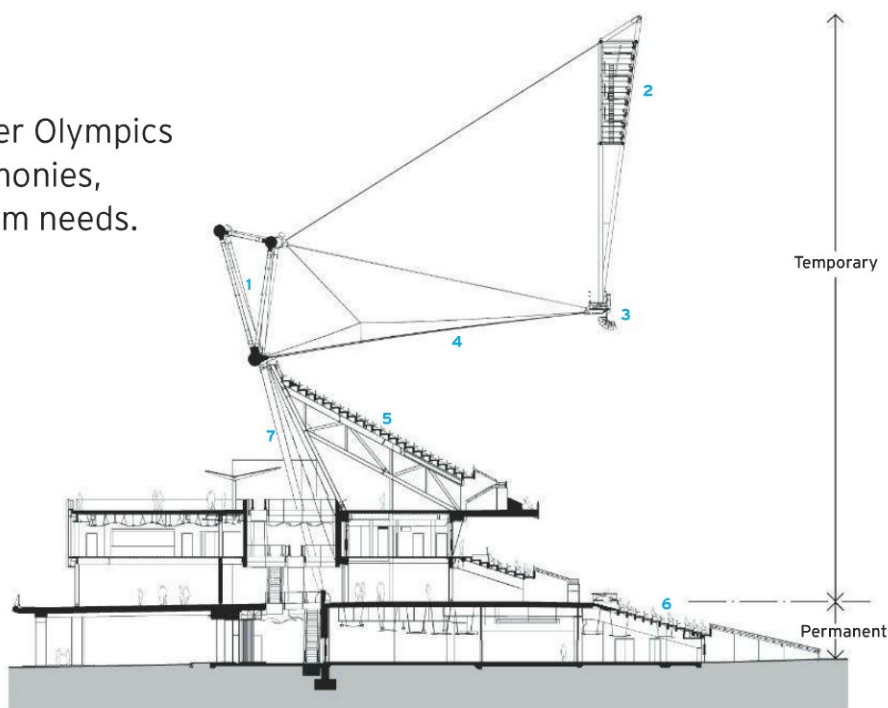 er Olympics
nonies,
m needs.
2
1
Temporary
3
4
5
7
6
Permanent